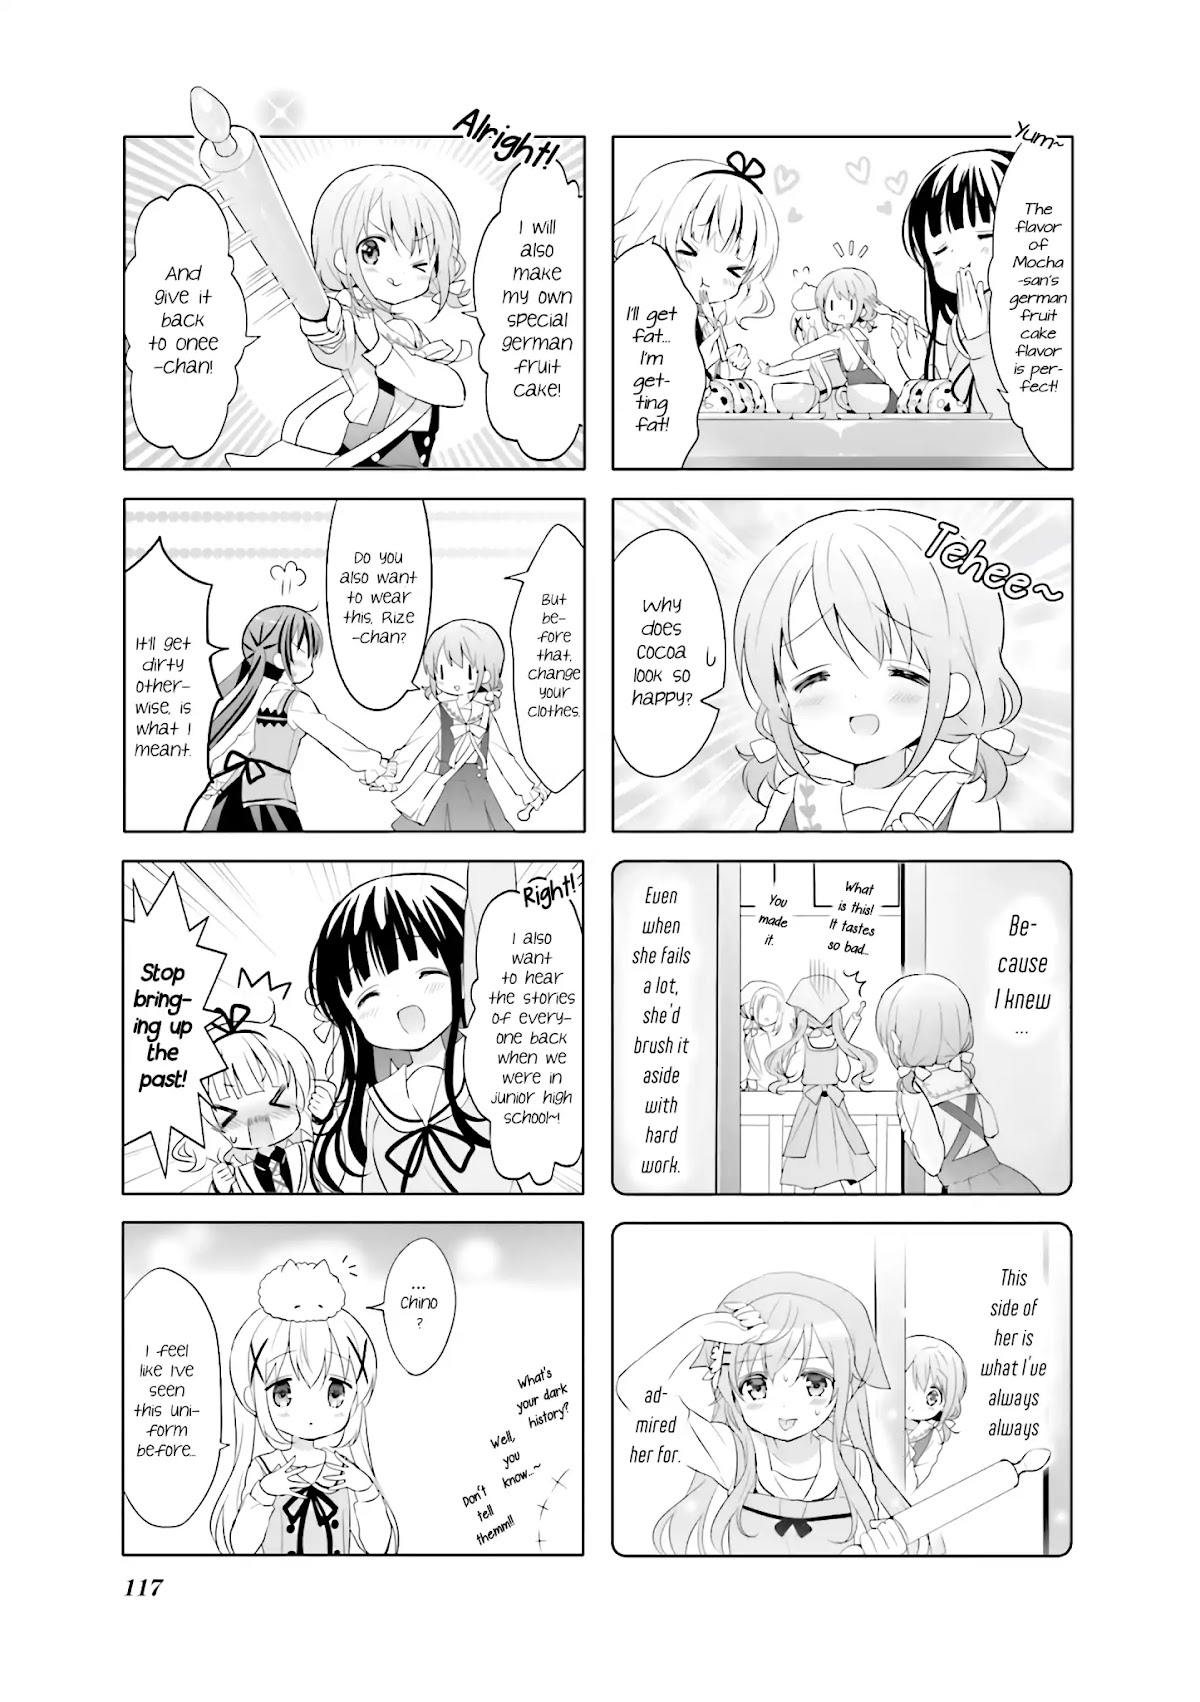 Yum~
The
flavor
of
Mocha
-san's
german
fruit
cake
flavor
is per-
fect!
I'll get
fat...
I'm
get-
ting
fat!
Tehee~
Why
does
cocoa
look so
happy?
Be-
cause
I knew
...
What
is this!
It tastes
so bad...
You
made
it.
Even
when
she fails
a lot,
she'd
brush it
aside
with
hard
work.
This
side of
her is
what I've
always
always
ad-
mired
her for.
Alright!
I will
also
make
my own
special
german
fruit
cake!
And
give it
back
to onee
-chan!
But
be-
fore
that,
change
your
clothes.
Do you
also want
to wear
this, Rize
-chan?
It'll get
dirty
other-
wise, is
what I
meant.
Right!
I also
want
to hear
the stories
of every-
one back
when we
were in
junior high
school~!
Stop
bring-
ing up
the
past!
...
Chino
?
I feel
like I've
seen
this uni-
form
before...
What's
your dark
history?
Well,
you
know...~
Don't
tell
themm!!
117